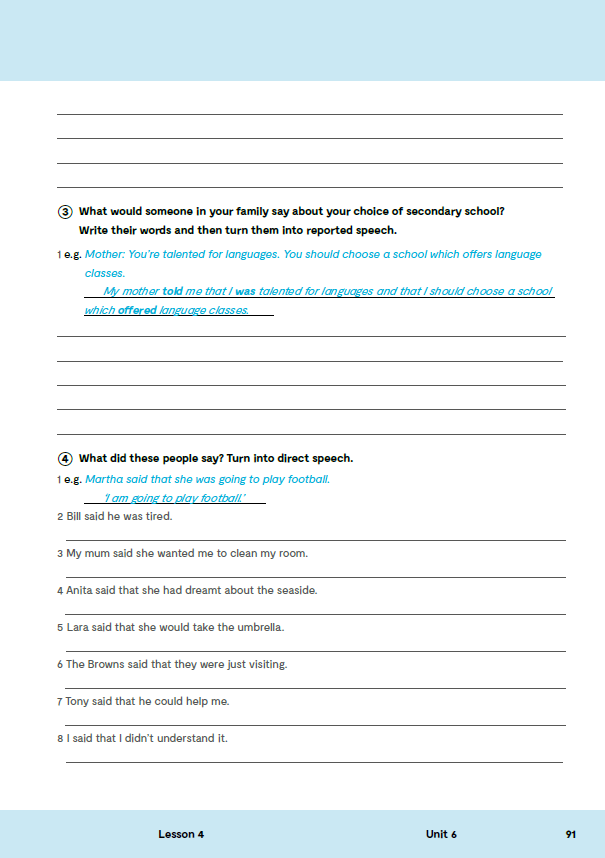 3 What would someone in your family say about your choice of secondary school?
Write their words and then turn them into reported speech.
1 e.g. Mother: You're talented for languages. You should choose a school which offers language
classes.
My mother told me that I was talented for languages and that I should choose a school
which offered language classes.
4 What did these people say? Turn into direct speech.
1 e.g. Martha said that she was going to play football.
'I am going to play football.'
2 Bill said he was tired.
3 My mum said she wanted me to clean my room.
4 Anita said that she had dreamt about the seaside.
5 Lara said that she would take the umbrella.
6 The Browns said that they were just visiting.
7 Tony said that he could help me.
8 I said that I didn't understand it.
Lesson 4 Unit 6 91